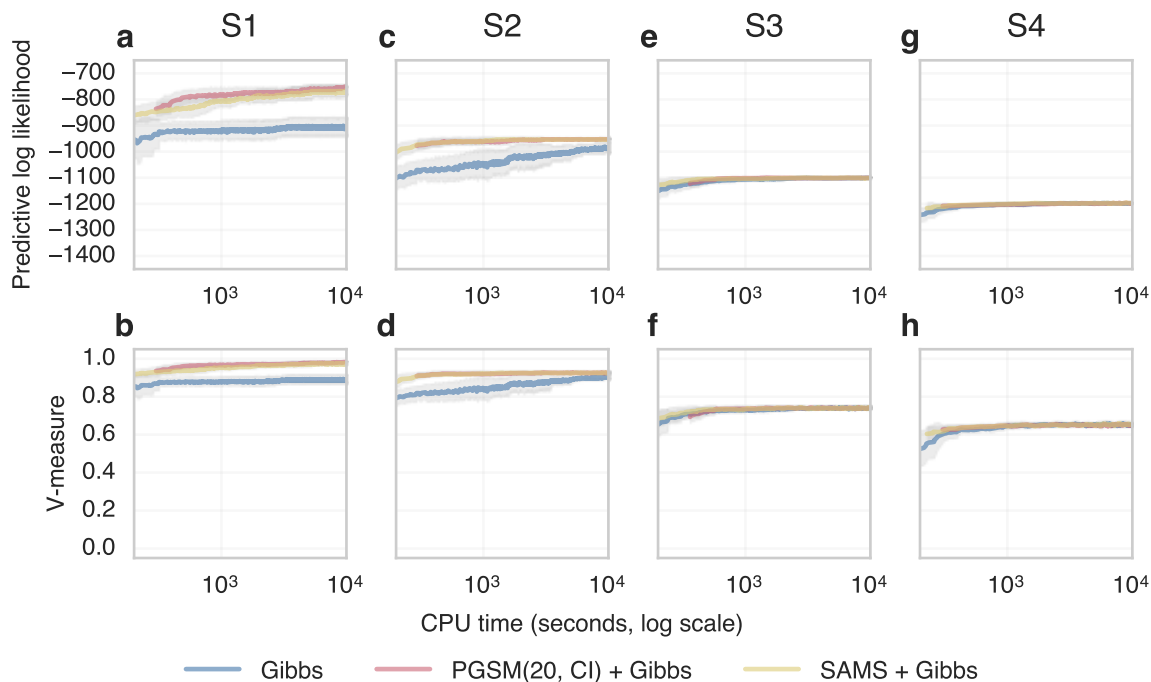 S1 S2 S3 S4
a c e g
Predictive log likelihood
−700
−800
−900
−1000
−1100
−1200
−1300
−1400
10³ 10⁴ 10³ 10⁴ 10³ 10⁴ 10³ 10⁴
b d f h
V-measure
1.0
0.8
0.6
0.4
0.2
0.0
10³ 10⁴ 10³ 10⁴ 10³ 10⁴ 10³ 10⁴
CPU time (seconds, log scale)
Gibbs PGSM(20, CI) + Gibbs SAMS + Gibbs